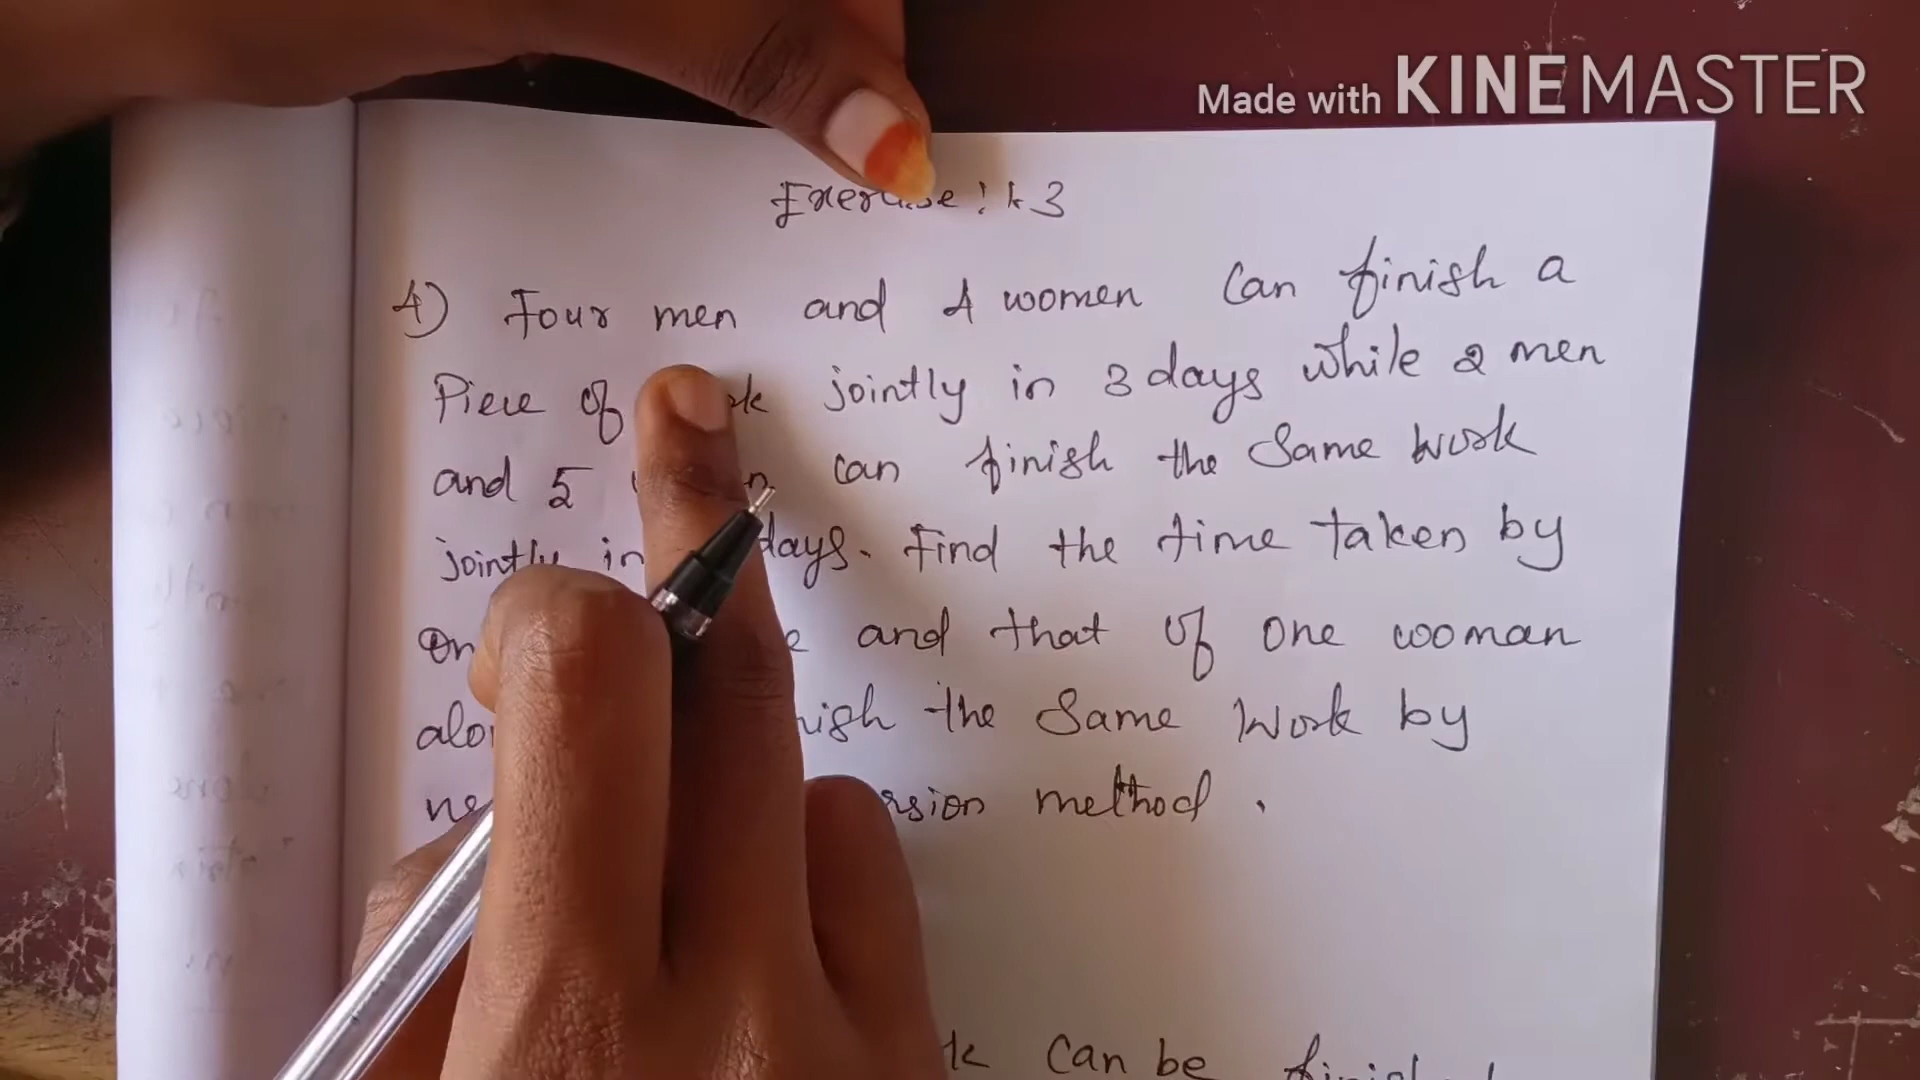 Made with KINEMASTER
Exercise: 1.3
4) Four men and 4 women can finish a
Piece of jointly in 3 days while 2 men
and 5 can finish the same work
jointly in days. Find the time taken by
and that of one woman
the same work by
method.
can be